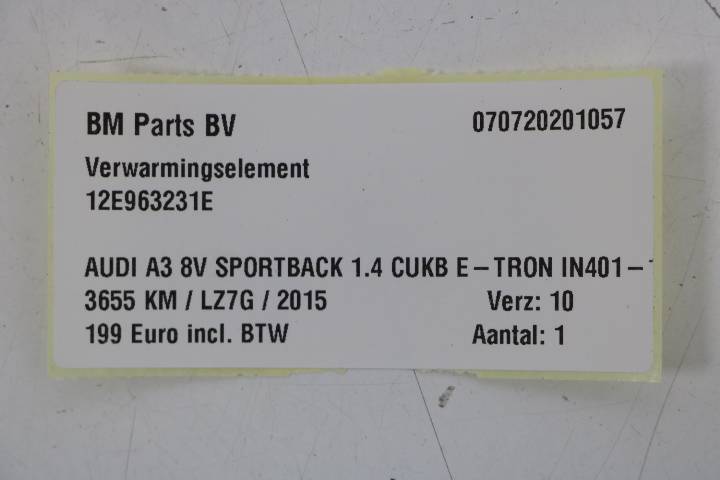 BM Parts BV 070720201057
Verwarmingselement
12E963231E
AUDI A3 8V SPORTBACK 1.4 CUKB E-TRON IN401-
3655 KM / LZ7G / 2015 Verz: 10
199 Euro incl. BTW Aantal: 1